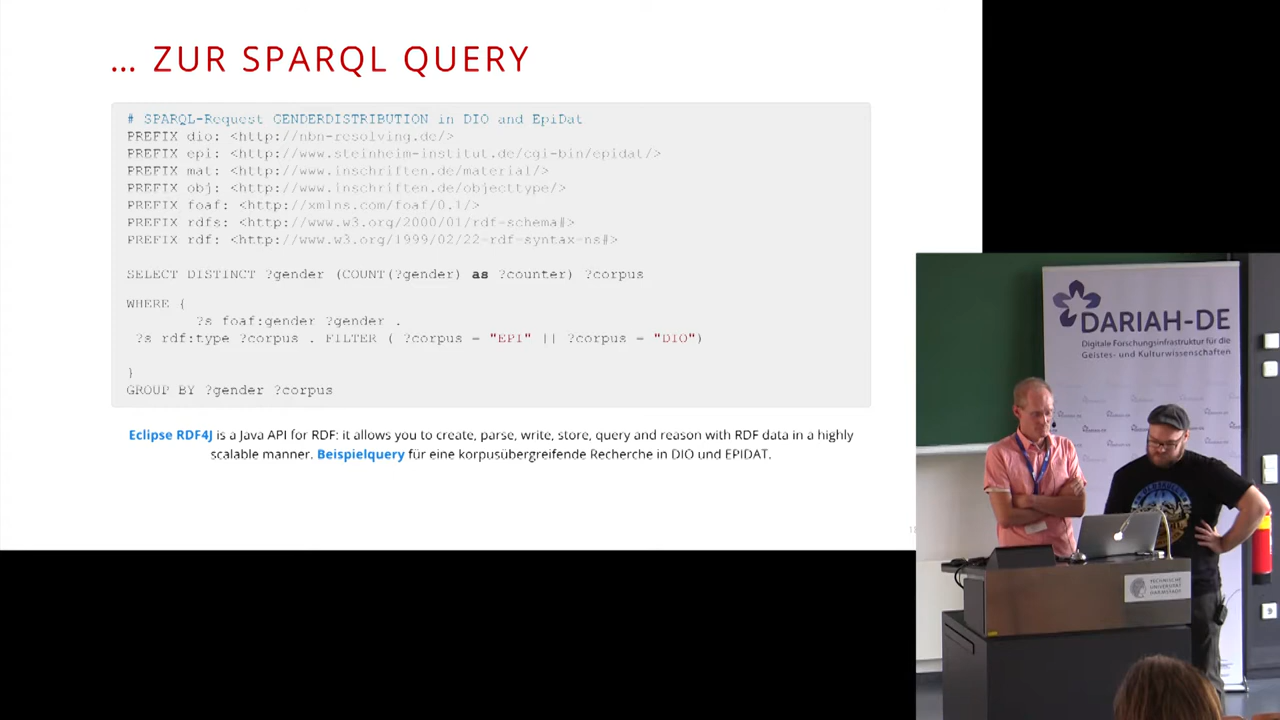 ... ZUR SPARQL QUERY
# SPARQL-Request GENDERDISTRIBUTION in DIO and EpiDat
PREFIX dio: <http://nbn-resolving.de/>
PREFIX epi: <http://www.steinheim-institut.de/cgi-bin/epidat/>
PREFIX mat: <http://www.inschriften.de/material/>
PREFIX obj: <http://www.inschriften.de/objecttype/>
PREFIX foaf: <http://xmlns.com/foaf/0.1/>
PREFIX rdfs: <http://www.w3.org/2000/01/rdf-schema#>
PREFIX rdf: <http://www.w3.org/1999/02/22-rdf-syntax-ns#>
SELECT DISTINCT ?gender (COUNT(?gender) as ?counter) ?corpus
WHERE {
?s foaf:gender ?gender .
?s rdf:type ?corpus . FILTER ( ?corpus = "EPI" || ?corpus = "DIO")
}
GROUP BY ?gender ?corpus
Eclipse RDF4J is a Java API for RDF: it allows you to create, parse, write, store, query and reason with RDF data in a highly
scalable manner. Beispielquery für eine korpusübergreifende Recherche in DIO und EPIDAT.
DARIAH-DE
Digitale Forschungsinfrastruktur für die
Geistes- und Kulturwissenschaften
TECHNISCHE
UNIVERSITÄT
DARMSTADT